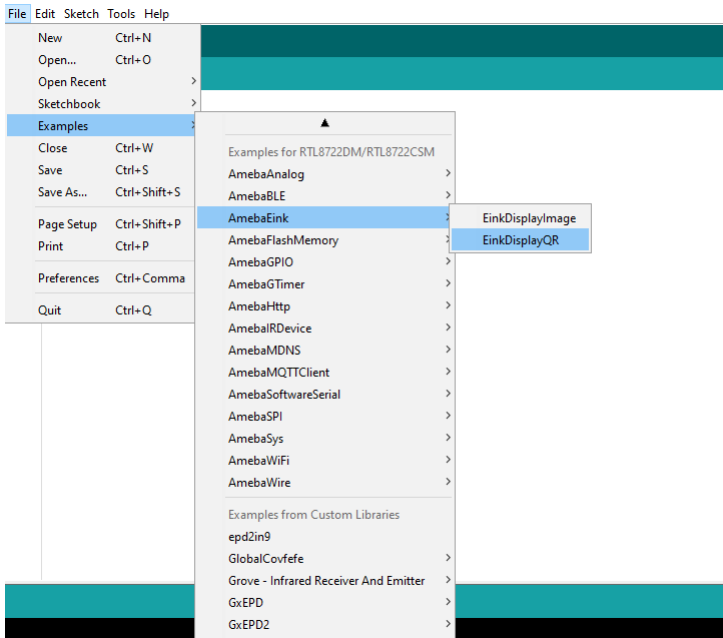 File Edit Sketch Tools Help
New Ctrl+N
Open... Ctrl+O
Open Recent
Sketchbook
Examples
Close Ctrl+W
Save Ctrl+S
Save As... Ctrl+Shift+S
Page Setup Ctrl+Shift+P
Print Ctrl+P
Preferences Ctrl+Comma
Quit Ctrl+Q
Examples for RTL8722DM/RTL8722CSM
AmebaAnalog
AmebaBLE
AmebaEink
AmebaFlashMemory
AmebaGPIO
AmebaGTimer
AmebaHttp
AmebaIRDevice
AmebaMDNS
AmebaMQTTClient
AmebaSoftwareSerial
AmebaSPI
AmebaSys
AmebaWiFi
AmebaWire
Examples from Custom Libraries
epd2in9
GlobalCovfefe
Grove - Infrared Receiver And Emitter
GxEPD
GxEPD2
EinkDisplayImage
EinkDisplayQR